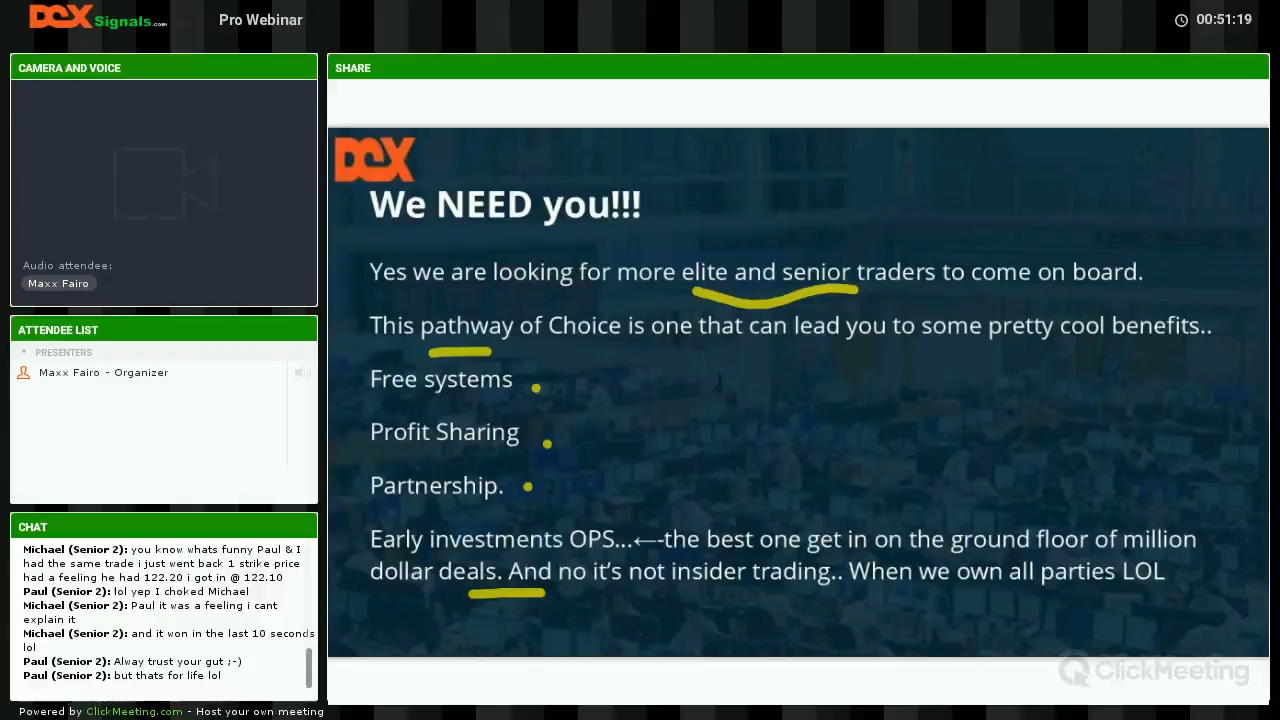 DCX
Signals.com
Pro Webinar
00:51:19
CAMERA AND VOICE
Audio attendee:
Maxx Fairo
ATTENDEE LIST
PRESENTERS
Maxx Fairo - Organizer
CHAT
Michael (Senior 2): you know whats funny Paul & I
had the same trade i just went back 1 strike price
had a feeling he had 122.20 i got in @ 122.10
Paul (Senior 2): lol yep I choked Michael
Michael (Senior 2): Paul it was a feeling i cant
explain it
Michael (Senior 2): and it won in the last 10 seconds
lol
Paul (Senior 2): Alway trust your gut ;-)
Paul (Senior 2): but thats for life lol
SHARE
DCX
We NEED you!!!
Yes we are looking for more elite and senior traders to come on board.
This pathway of Choice is one that can lead you to some pretty cool benefits..
Free systems
Profit Sharing
Partnership.
Early investments OPS...←-the best one get in on the ground floor of million
dollar deals. And no it’s not insider trading.. When we own all parties LOL
ClickMeeting
Powered by ClickMeeting.com - Host your own meeting